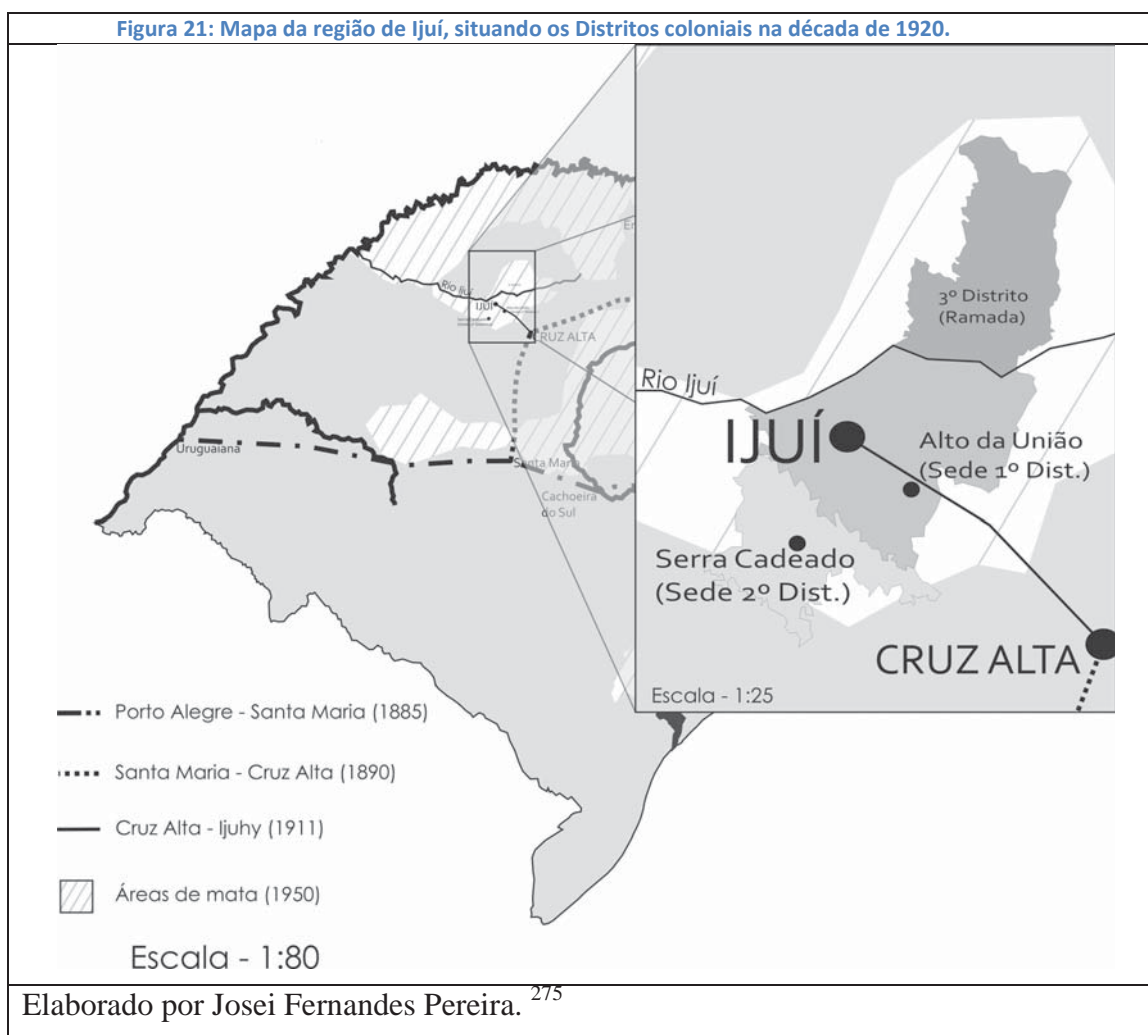 Figura 21: Mapa da região de Ijuí, situando os Distritos coloniais na década de 1920.
Rio Ijuí
IJUÍ
CRUZ ALTA
Uruguaiana
Santa Maria
Cachoeira
do Sul
3º Distrito
(Ramada)
Rio Ijuí
IJUÍ
Alto da União
(Sede 1º Dist.)
Serra Cadeado
(Sede 2º Dist.)
CRUZ ALTA
Escala - 1:25
Porto Alegre - Santa Maria (1885)
Santa Maria - Cruz Alta (1890)
Cruz Alta - Ijuhy (1911)
Áreas de mata (1950)
Escala - 1:80
Elaborado por Josei Fernandes Pereira. 275